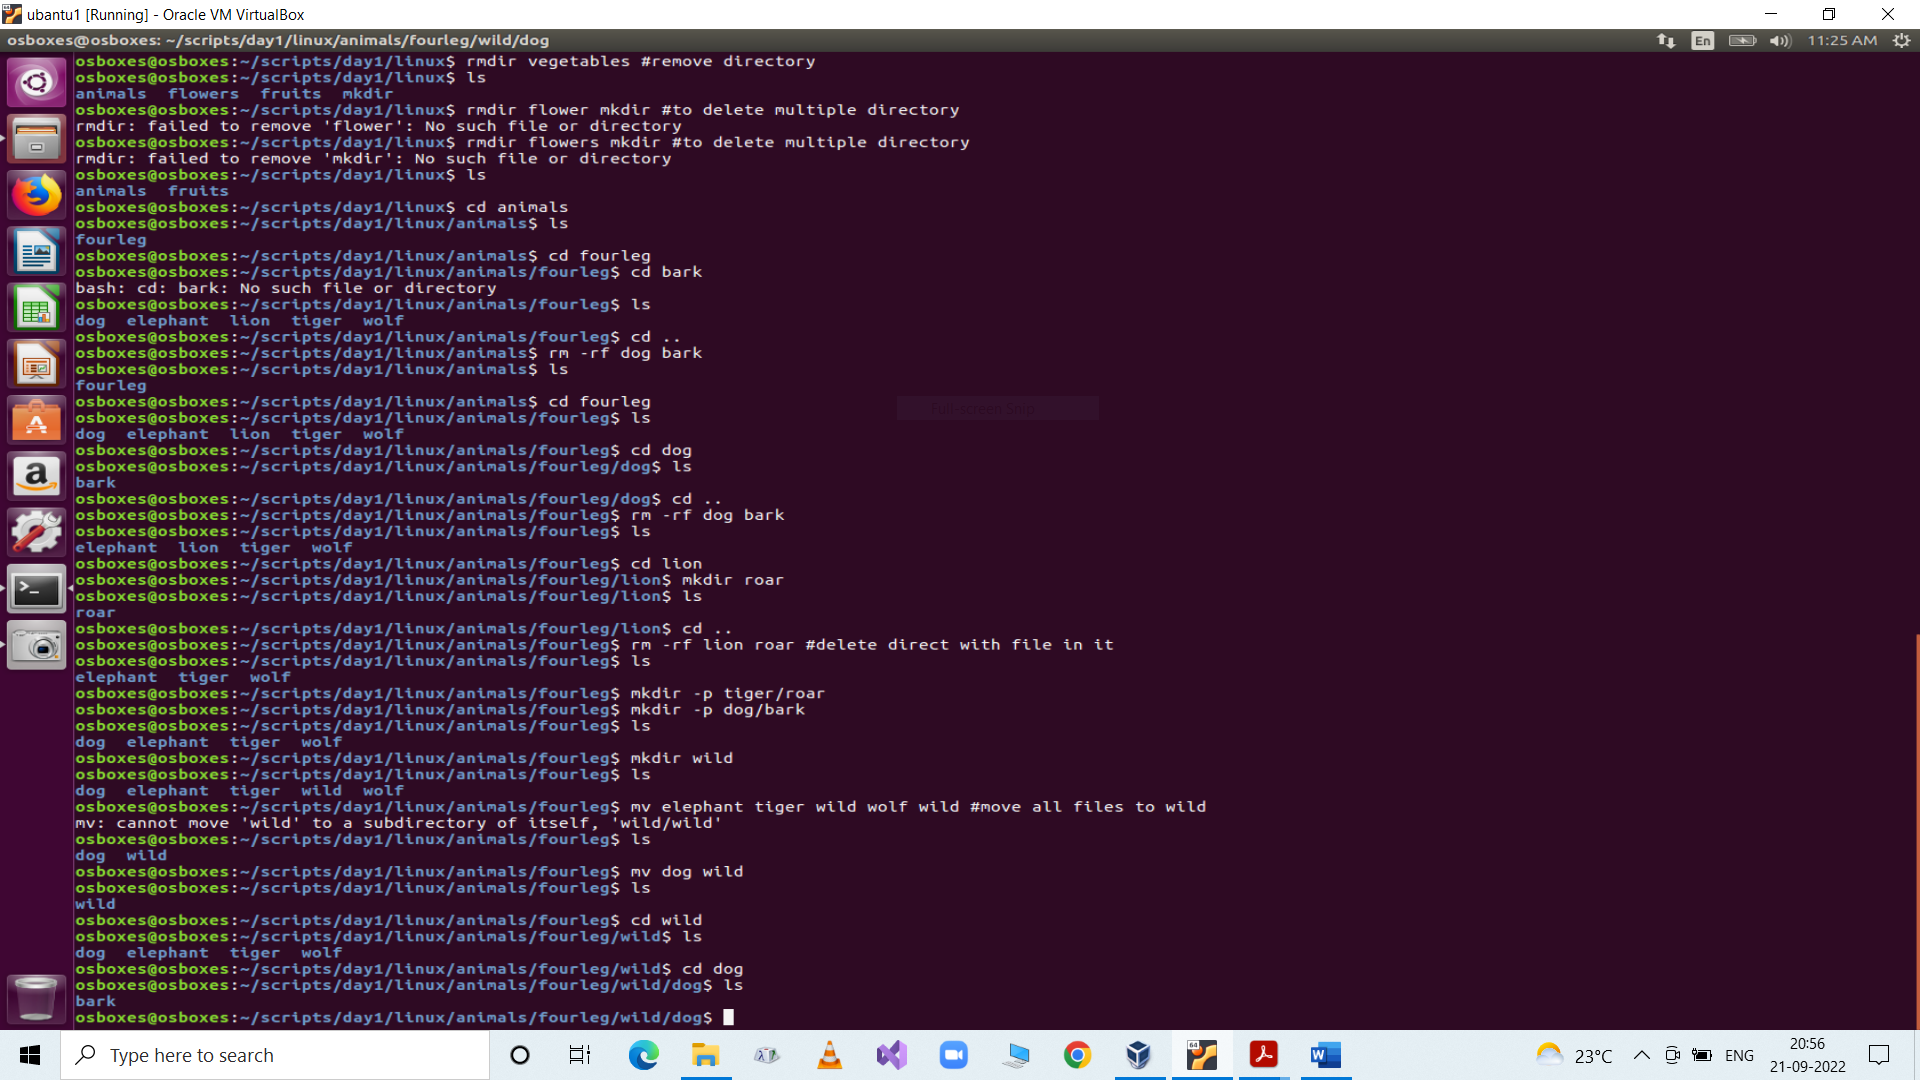 ubantu1 [Running] - Oracle VM VirtualBox
osboxes@osboxes: ~/scripts/day1/linux/animals/fourleg/wild/dog
En 11:25 AM
osboxes@osboxes:~/scripts/day1/linux$ rmdir vegetables #remove directory
osboxes@osboxes:~/scripts/day1/linux$ ls
animals  flowers  fruits  mkdir
osboxes@osboxes:~/scripts/day1/linux$ rmdir flower mkdir #to delete multiple directory
rmdir: failed to remove 'flower': No such file or directory
osboxes@osboxes:~/scripts/day1/linux$ rmdir flowers mkdir #to delete multiple directory
rmdir: failed to remove 'mkdir': No such file or directory
osboxes@osboxes:~/scripts/day1/linux$ ls
animals  fruits
osboxes@osboxes:~/scripts/day1/linux$ cd animals
osboxes@osboxes:~/scripts/day1/linux/animals$ ls
fourleg
osboxes@osboxes:~/scripts/day1/linux/animals$ cd fourleg
osboxes@osboxes:~/scripts/day1/linux/animals/fourleg$ cd bark
bash: cd: bark: No such file or directory
osboxes@osboxes:~/scripts/day1/linux/animals/fourleg$ ls
dog  elephant  lion  tiger  wolf
osboxes@osboxes:~/scripts/day1/linux/animals/fourleg$ cd ..
osboxes@osboxes:~/scripts/day1/linux/animals$ rm -rf dog bark
osboxes@osboxes:~/scripts/day1/linux/animals$ ls
fourleg
osboxes@osboxes:~/scripts/day1/linux/animals$ cd fourleg
Full-screen Snip
osboxes@osboxes:~/scripts/day1/linux/animals/fourleg$ ls
dog  elephant  lion  tiger  wolf
osboxes@osboxes:~/scripts/day1/linux/animals/fourleg$ cd dog
osboxes@osboxes:~/scripts/day1/linux/animals/fourleg/dog$ ls
bark
osboxes@osboxes:~/scripts/day1/linux/animals/fourleg/dog$ cd ..
osboxes@osboxes:~/scripts/day1/linux/animals/fourleg$ rm -rf dog bark
osboxes@osboxes:~/scripts/day1/linux/animals/fourleg$ ls
elephant  lion  tiger  wolf
osboxes@osboxes:~/scripts/day1/linux/animals/fourleg$ cd lion
osboxes@osboxes:~/scripts/day1/linux/animals/fourleg/lion$ mkdir roar
osboxes@osboxes:~/scripts/day1/linux/animals/fourleg/lion$ ls
roar
osboxes@osboxes:~/scripts/day1/linux/animals/fourleg/lion$ cd ..
osboxes@osboxes:~/scripts/day1/linux/animals/fourleg$ rm -rf lion roar #delete direct with file in it
osboxes@osboxes:~/scripts/day1/linux/animals/fourleg$ ls
elephant  tiger  wolf
osboxes@osboxes:~/scripts/day1/linux/animals/fourleg$ mkdir -p tiger/roar
osboxes@osboxes:~/scripts/day1/linux/animals/fourleg$ mkdir -p dog/bark
osboxes@osboxes:~/scripts/day1/linux/animals/fourleg$ ls
dog  elephant  tiger  wolf
osboxes@osboxes:~/scripts/day1/linux/animals/fourleg$ mkdir wild
osboxes@osboxes:~/scripts/day1/linux/animals/fourleg$ ls
dog  elephant  tiger  wild  wolf
osboxes@osboxes:~/scripts/day1/linux/animals/fourleg$ mv elephant tiger wild wolf wild #move all files to wild
mv: cannot move 'wild' to a subdirectory of itself, 'wild/wild'
osboxes@osboxes:~/scripts/day1/linux/animals/fourleg$ ls
dog  wild
osboxes@osboxes:~/scripts/day1/linux/animals/fourleg$ mv dog wild
osboxes@osboxes:~/scripts/day1/linux/animals/fourleg$ ls
wild
osboxes@osboxes:~/scripts/day1/linux/animals/fourleg$ cd wild
osboxes@osboxes:~/scripts/day1/linux/animals/fourleg/wild$ ls
dog  elephant  tiger  wolf
osboxes@osboxes:~/scripts/day1/linux/animals/fourleg/wild$ cd dog
osboxes@osboxes:~/scripts/day1/linux/animals/fourleg/wild/dog$ ls
bark
osboxes@osboxes:~/scripts/day1/linux/animals/fourleg/wild/dog$
Type here to search
23°C ENG
20:56
21-09-2022